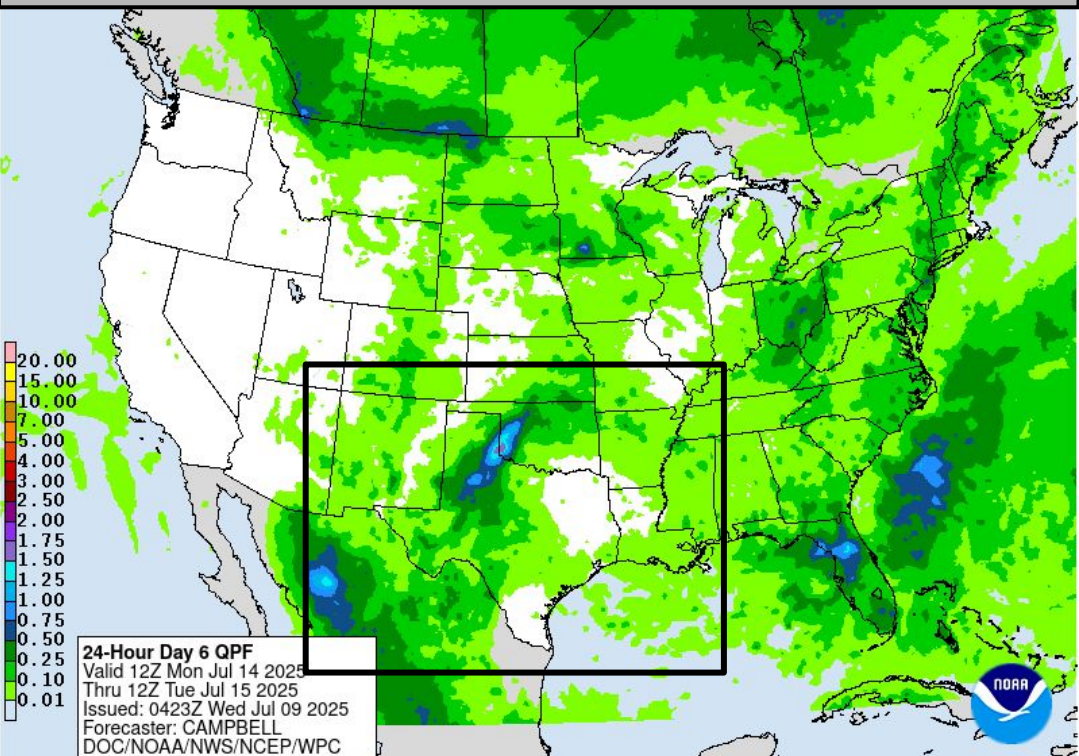 20.00
15.00
10.00
7.00
5.00
4.00
3.00
2.50
2.00
1.75
1.50
1.25
1.00
0.75
0.50
0.25
0.10
0.01
24-Hour Day 6 QPF
Valid 12Z Mon Jul 14 2025
Thru 12Z Tue Jul 15 2025
Issued: 0423Z Wed Jul 09 2025
Forecaster: CAMPBELL
DOC/NOAA/NWS/NCEP/WPC
NOAA